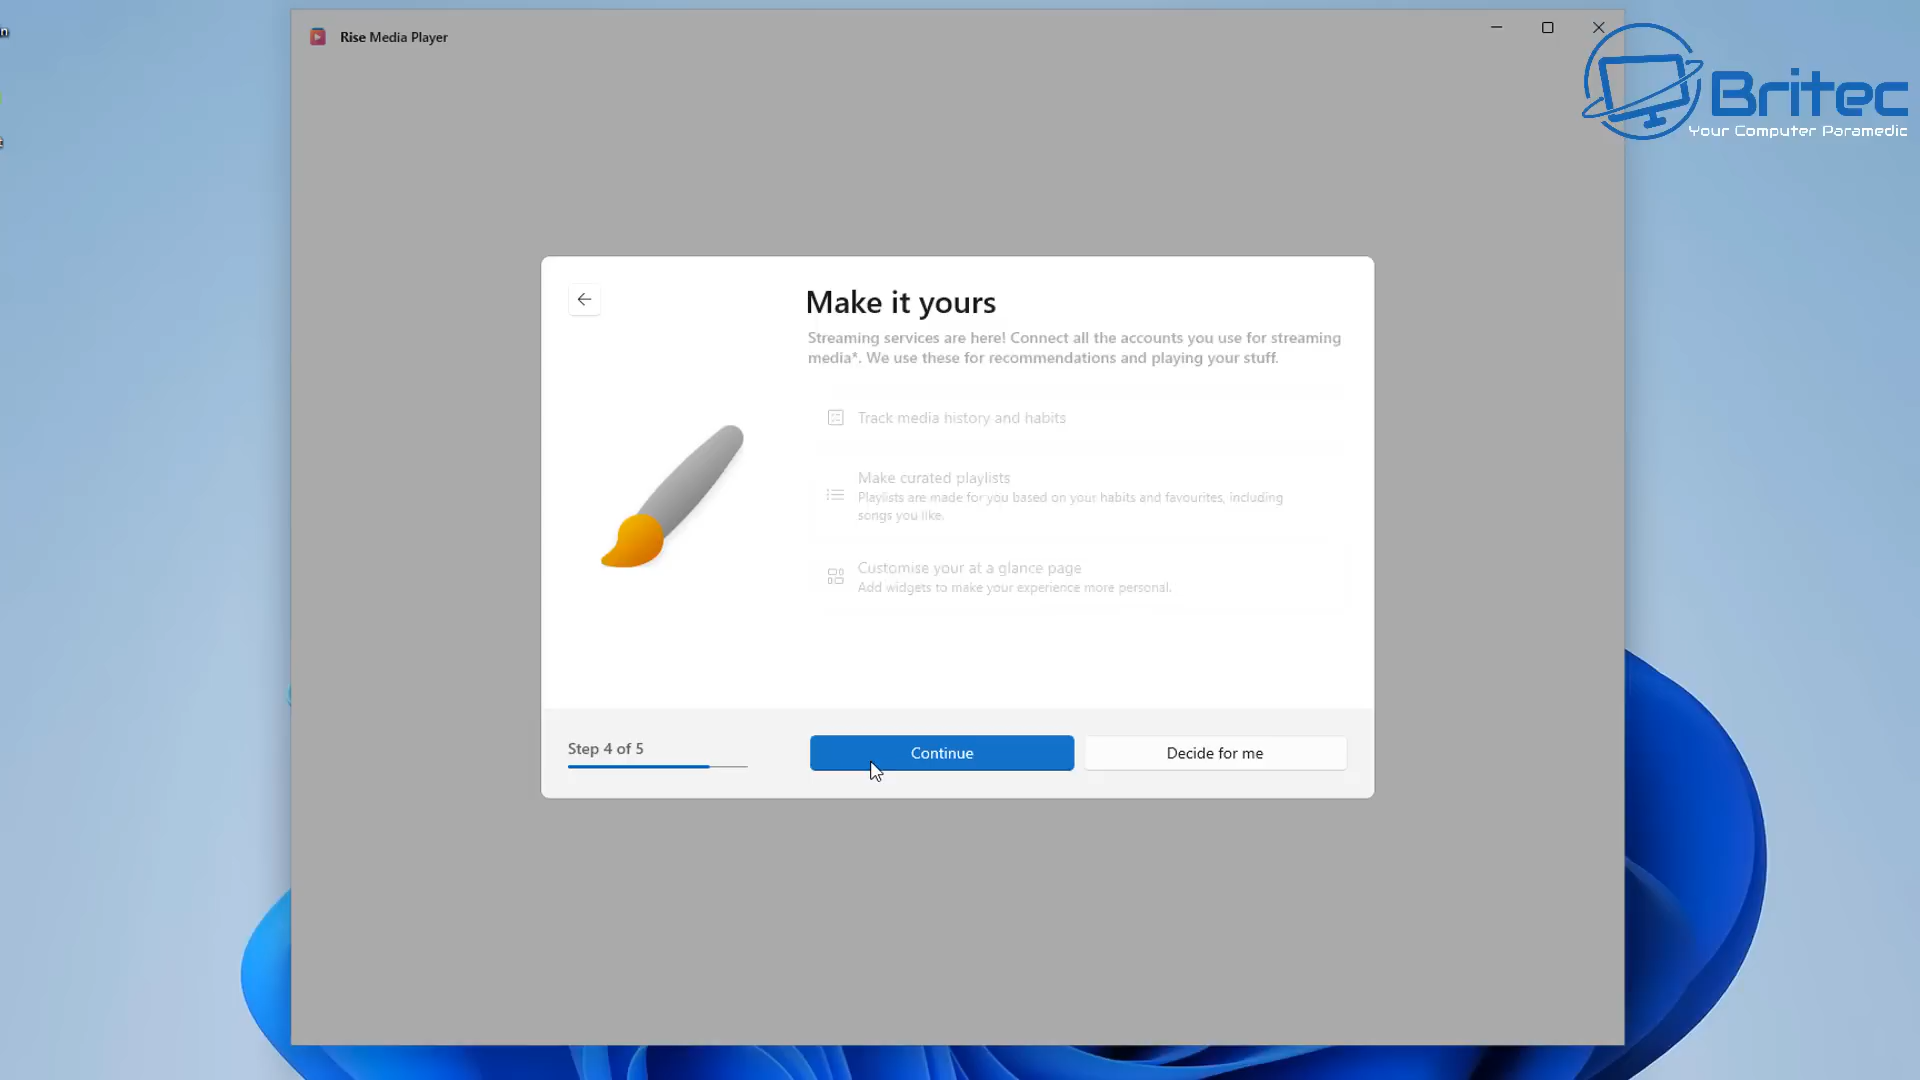 Rise Media Player
Britec
Your Computer Paramedic
Make it yours
Streaming services are here! Connect all the accounts you use for streaming
media*. We use these for recommendations and playing your stuff.
Track media history and habits
Make curated playlists
Playlists are made for you based on your habits and favourites, including
songs you like.
Customise your at a glance page
Add widgets to make your experience more personal.
Step 4 of 5
Continue
Decide for me